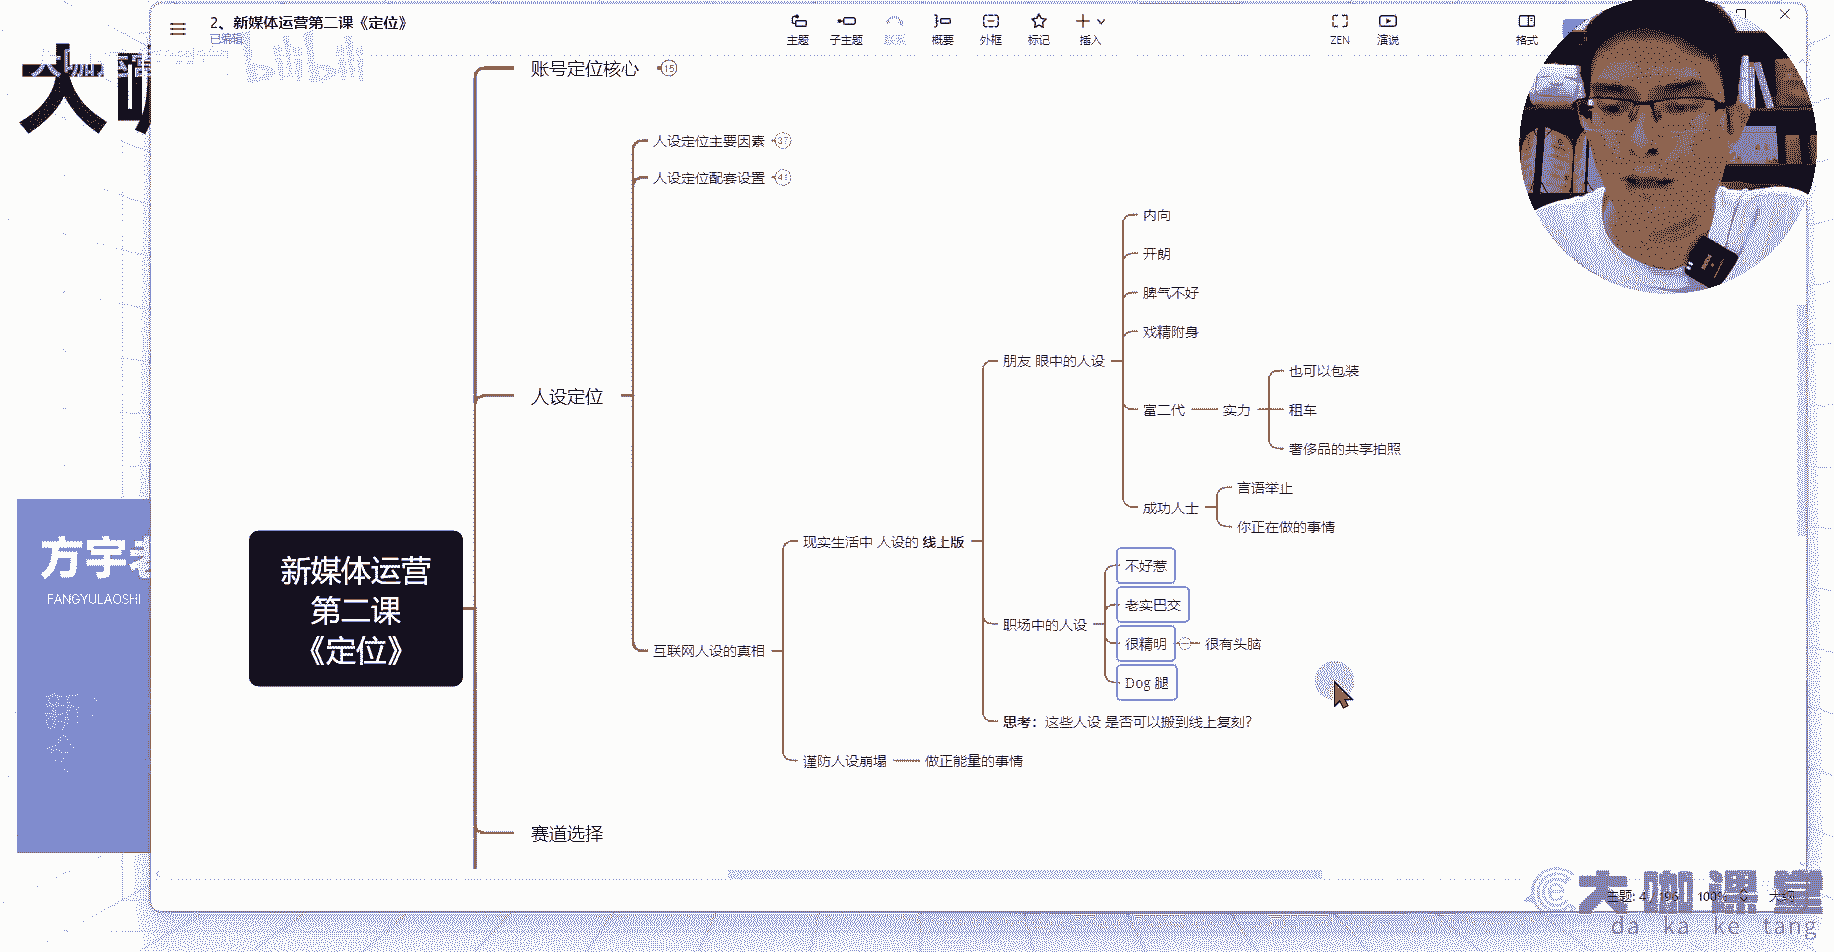 2、新媒体运营第二课《定位》
已编辑
主题
子主题
联系
概要
外框
标记
插入
ZEN
演说
格式
bilibili
大咖
账号定位核心
15
人设定位主要因素
37
人设定位配套设置
内向
开朗
脾气不好
戏精附身
朋友 眼中的人设
也可以包装
富二代
实力
租车
奢侈品的共享拍照
人设定位
言语举止
成功人士
你正在做的事情
现实生活中 人设的 线上版
不好惹
老实巴交
职场中的人设
很精明
很有头脑
互联网人设的真相
Dog 腿
思考：这些人设 是否可以搬到线上复刻？
谨防人设崩塌
做正能量的事情
新媒体运营
第二课
《定位》
赛道选择
方宇老
FANGYULAOSHI
100%
大咖课堂
da ka ke tang